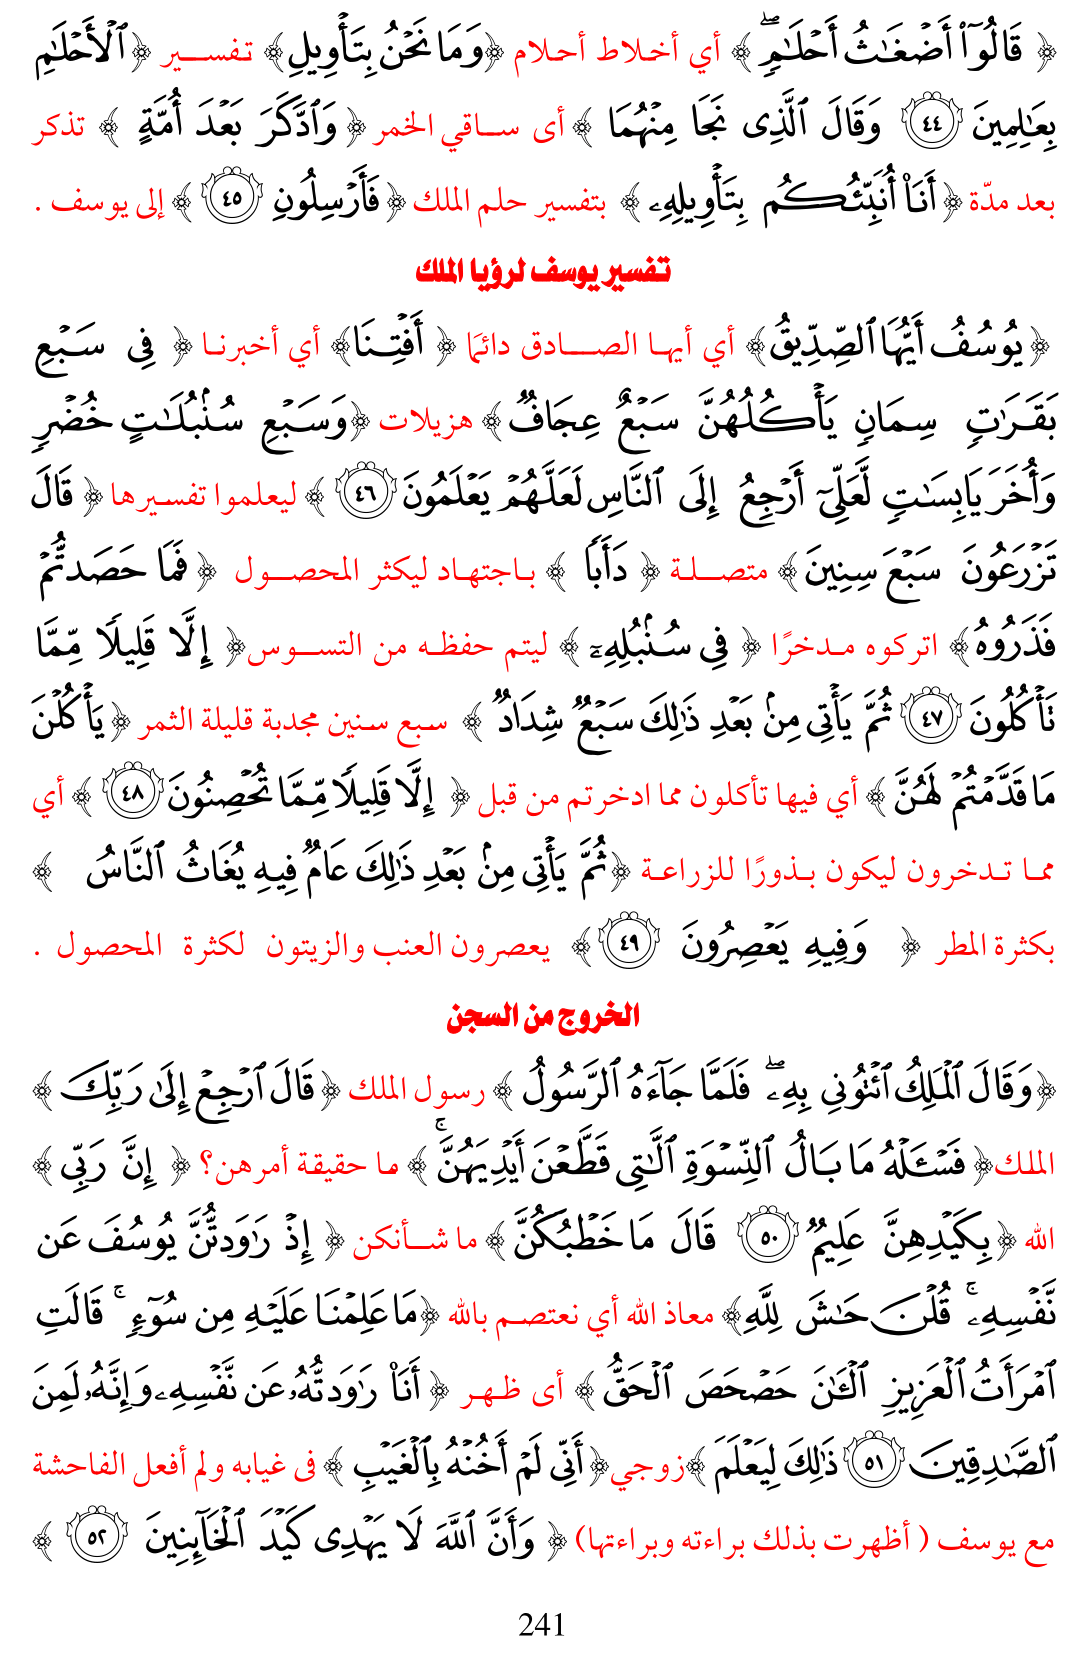 ﴿ قَالُوٓا۟ أَضْغَٰثُ أَحْلَٰمٍۢ ۖ ﴾ أي أخلاط أحلام ﴿وَمَا نَحْنُ بِتَأْوِيلِ﴾ تفسير ﴿ ٱلْأَحْلَٰمِ
بِعَٰلِمِينَ ٤٤ وَقَالَ ٱلَّذِى نَجَا مِنْهُمَا ﴾ أى ساقي الخمر ﴿ وَٱدَّكَرَ بَعْدَ أُمَّةٍ ﴾ تذكر
بعد مدّة ﴿ أَنَا۠ أُنَبِّئُكُم بِتَأْوِيلِهِۦ ﴾ بتفسير حلم الملك ﴿فَأَرْسِلُونِ ٤٥ ﴾ إلى يوسف .
تفسير يوسف لرؤيا الملك
﴿ يُوسُفُ أَيُّهَا ٱلصِّدِّيقُ﴾ أي أيها الصادق دائمًا ﴿ أَفْتِنَا﴾ أي أخبرنا ﴿ فِى سَبْعِ
بَقَرَٰتٍ سِمَانٍ يَأْكُلُهُنَّ سَبْعٌ عِجَافٌ ﴾ هزيلات ﴿وَسَبْعِ سُنۢبُلَٰتٍ خُضْرٍ
وَأُخَرَ يَابِسَٰتٍ لَّعَلِّىٓ أَرْجِعُ إِلَى ٱلنَّاسِ لَعَلَّهُمْ يَعْلَمُونَ ٤٦ ﴾ ليعلموا تفسيرها ﴿ قَالَ
تَزْرَعُونَ سَبْعَ سِنِينَ﴾ متصلة ﴿ دَأَبًا ﴾ باجتهاد ليكثر المحصول ﴿ فَمَا حَصَدتُّمْ
فَذَرُوهُ﴾ اتركوه مدخرًا ﴿ فِى سُنۢبُلِهِۦٓ ﴾ ليتم حفظه من التسوس﴿ إِلَّا قَلِيلًا مِّمَّا
تَأْكُلُونَ ٤٧ ثُمَّ يَأْتِى مِنۢ بَعْدِ ذَٰلِكَ سَبْعٌ شِدَادٌ ﴾ سبع سنين مجدبة قليلة الثمر ﴿ يَأْكُلْنَ
مَا قَدَّمْتُمْ لَهُنَّ ﴾ أي فيها تأكلون مما ادخرتم من قبل ﴿ إِلَّا قَلِيلًا مِّمَّا تُحْصِنُونَ ٤٨ ﴾ أي
مما تدخرون ليكون بذورًا للزراعة ﴿ثُمَّ يَأْتِى مِنۢ بَعْدِ ذَٰلِكَ عَامٌ فِيهِ يُغَاثُ ٱلنَّاسُ ﴾
بكثرة المطر ﴿ وَفِيهِ يَعْصِرُونَ ٤٩ ﴾ يعصرون العنب والزيتون لكثرة المحصول .
الخروج من السجن
﴿وَقَالَ ٱلْمَلِكُ ٱئْتُونِى بِهِۦ ۖ فَلَمَّا جَآءَهُ ٱلرَّسُولُ ﴾ رسول الملك ﴿ قَالَ ٱرْجِعْ إِلَىٰ رَبِّكَ ﴾
الملك﴿ فَسْـَٔلْهُ مَا بَالُ ٱلنِّسْوَةِ ٱلَّٰتِى قَطَّعْنَ أَيْدِيَهُنَّ ۚ ﴾ ما حقيقة أمرهن؟ ﴿ إِنَّ رَبِّى ﴾
الله ﴿ بِكَيْدِهِنَّ عَلِيمٌ ٥٠ قَالَ مَا خَطْبُكُنَّ ﴾ ما شأنكن ﴿ إِذْ رَٰوَدتُّنَّ يُوسُفَ عَن
نَّفْسِهِۦ ۚ قُلْنَ حَٰشَ لِلَّهِ﴾ معاذ الله أي نعتصم بالله ﴿مَا عَلِمْنَا عَلَيْهِ مِن سُوٓءٍ ۚ قَالَتِ
ٱمْرَأَتُ ٱلْعَزِيزِ ٱلْـَٰٔنَ حَصْحَصَ ٱلْحَقُّ ﴾ أى ظهر ﴿ أَنَا۠ رَٰوَدتُّهُۥ عَن نَّفْسِهِۦ وَإِنَّهُۥ لَمِنَ
ٱلصَّٰدِقِينَ ٥١ ذَٰلِكَ لِيَعْلَمَ ﴾زوجي﴿ أَنِّى لَمْ أَخُنْهُ بِٱلْغَيْبِ ﴾ فى غيابه ولم أفعل الفاحشة
مع يوسف ( أظهرت بذلك براءته وبراءتها) ﴿ وَأَنَّ ٱللَّهَ لَا يَهْدِى كَيْدَ ٱلْخَآئِنِينَ ٥٢ ﴾
241